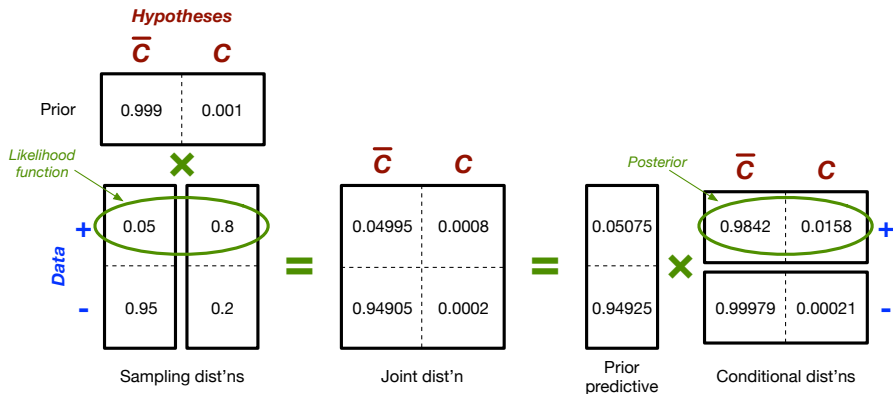 Hypotheses
C̅ C
Prior 0.999 0.001
Likelihood
function
×
C̅ C
Posterior
C̅ C
Data
+ 0.05 0.8
- 0.95 0.2
=
0.04995 0.0008
0.94905 0.0002
=
0.05075
0.94925
×
0.9842 0.0158 +
0.99979 0.00021 -
Sampling dist'ns
Joint dist'n
Prior
predictive
Conditional dist'ns